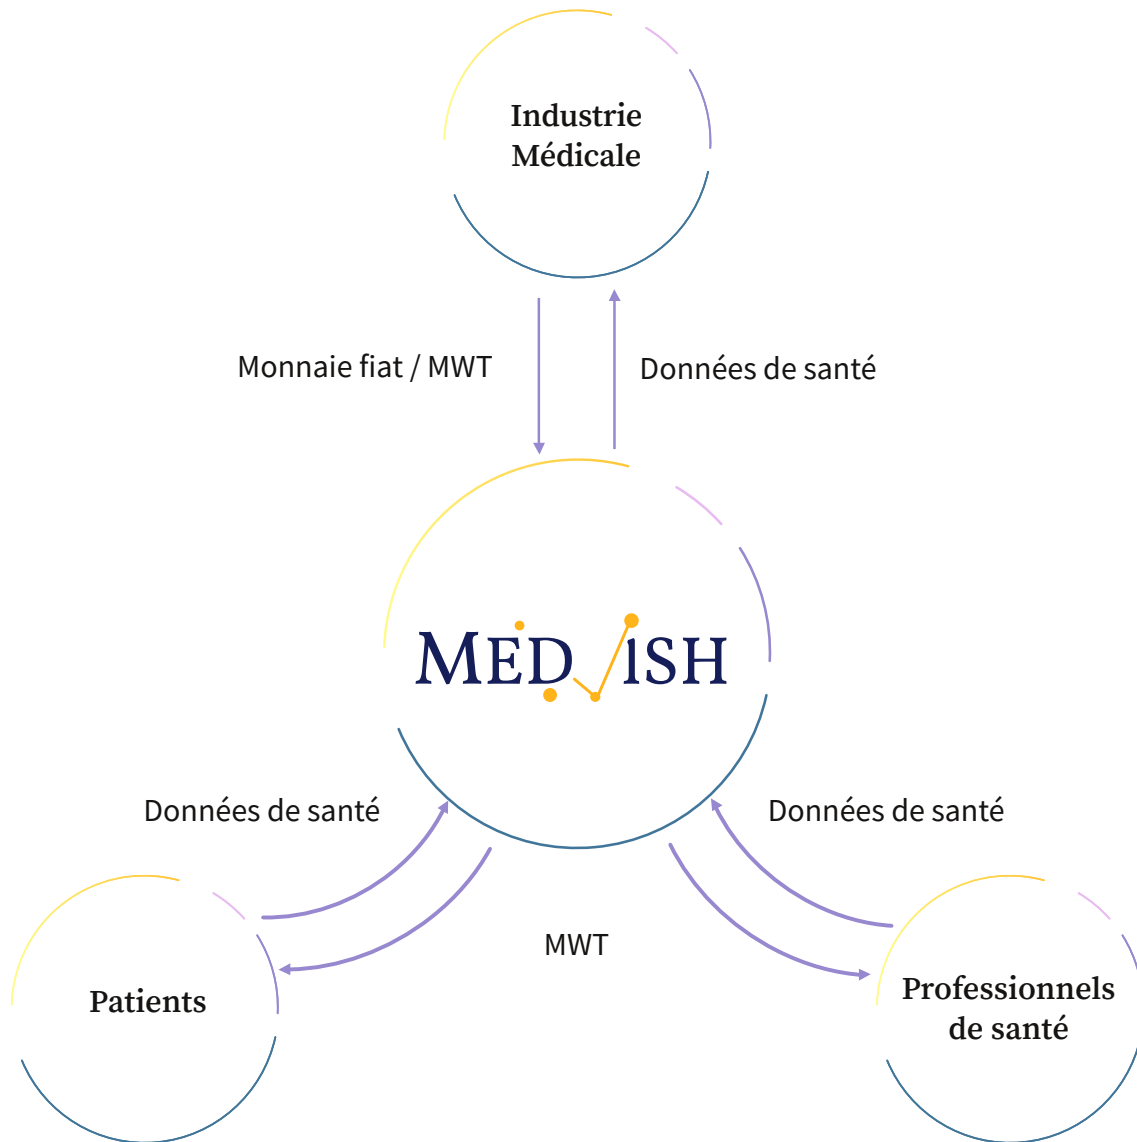 Industrie
Médicale
Monnaie fiat / MWT
Données de santé
MEDWISH
Données de santé
Données de santé
MWT
Patients
Professionnels
de santé